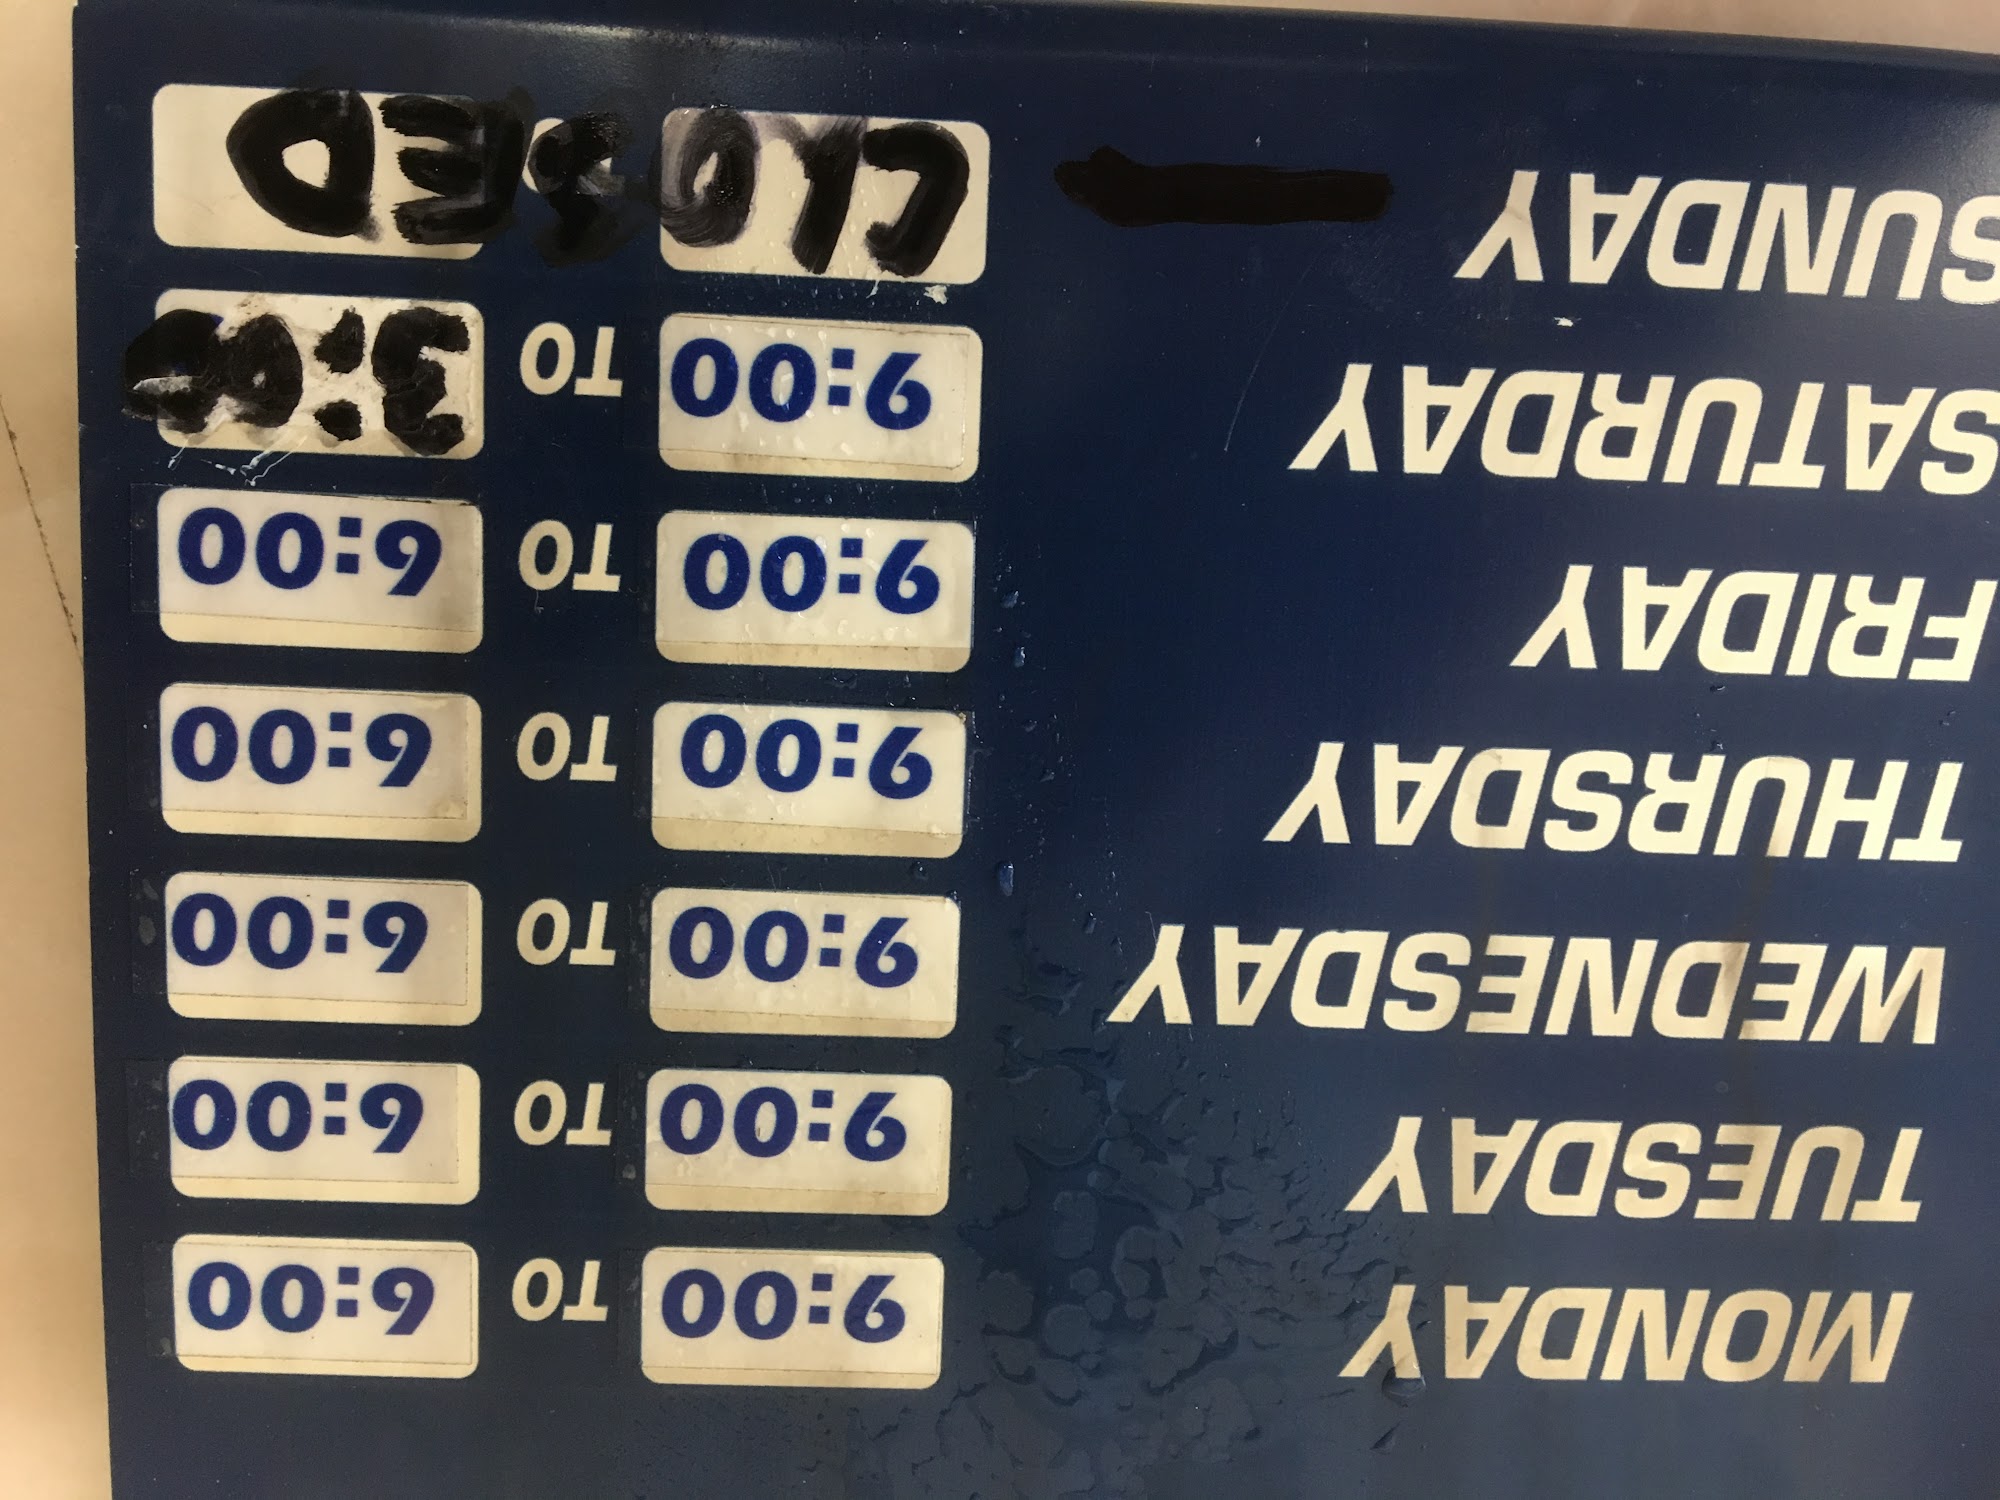 MONDAY 9:00 TO 6:00
TUESDAY 9:00 TO 6:00
WEDNESDAY 9:00 TO 6:00
THURSDAY 9:00 TO 6:00
FRIDAY 9:00 TO 6:00
SATURDAY 9:00 TO 3:00
SUNDAY CLOSED